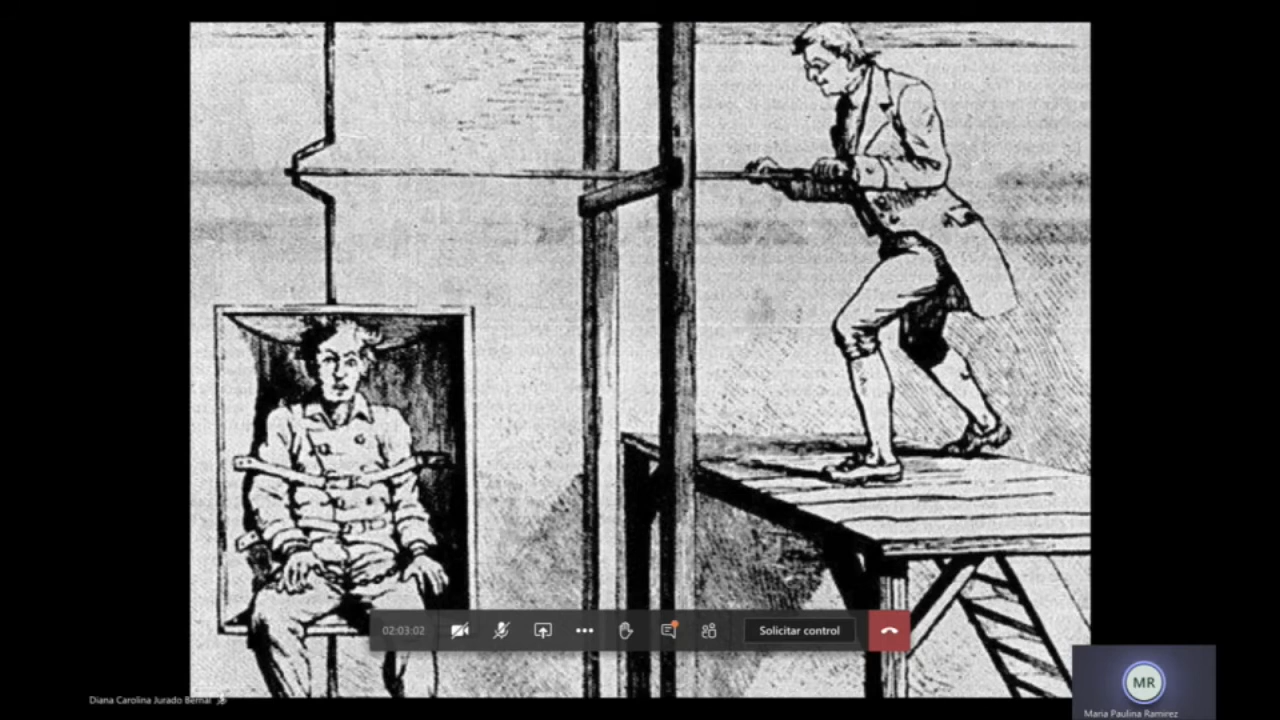 02:03:02
Solicitar control
MR
Diana Carolina Jurado Bernal
Maria Paulina Ramirez